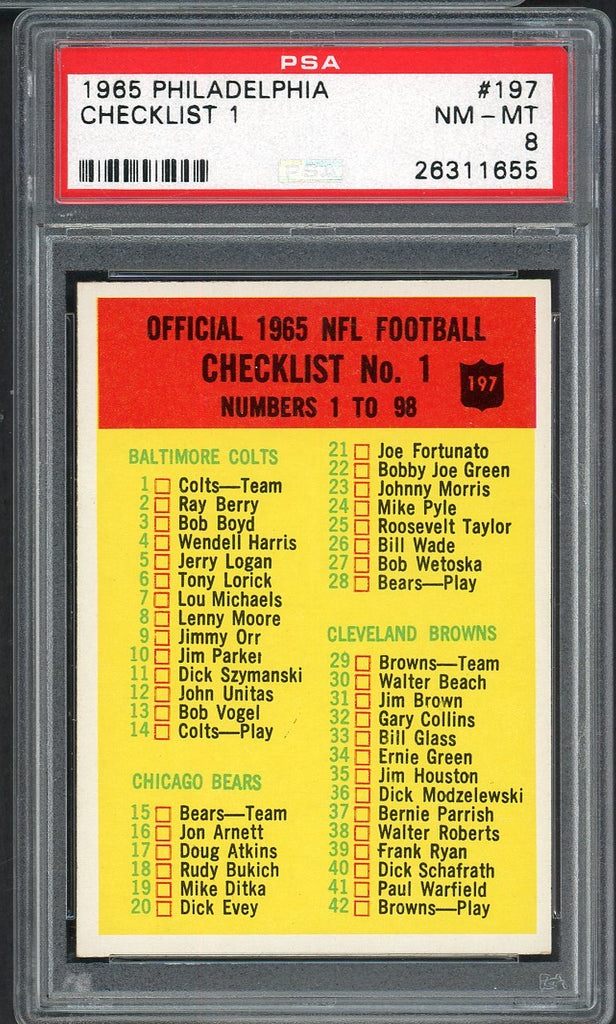 PSA
1965 PHILADELPHIA #197
CHECKLIST 1 NM - MT
8
26311655
PSA
OFFICIAL 1965 NFL FOOTBALL
CHECKLIST No. 1
197
NUMBERS 1 TO 98
BALTIMORE COLTS
1 Colts—Team
2 Ray Berry
3 Bob Boyd
4 Wendell Harris
5 Jerry Logan
6 Tony Lorick
7 Lou Michaels
8 Lenny Moore
9 Jimmy Orr
10 Jim Parker
11 Dick Szymanski
12 John Unitas
13 Bob Vogel
14 Colts—Play
CHICAGO BEARS
15 Bears—Team
16 Jon Arnett
17 Doug Atkins
18 Rudy Bukich
19 Mike Ditka
20 Dick Evey
21 Joe Fortunato
22 Bobby Joe Green
23 Johnny Morris
24 Mike Pyle
25 Roosevelt Taylor
26 Bill Wade
27 Bob Wetoska
28 Bears—Play
CLEVELAND BROWNS
29 Browns—Team
30 Walter Beach
31 Jim Brown
32 Gary Collins
33 Bill Glass
34 Ernie Green
35 Jim Houston
36 Dick Modzelewski
37 Bernie Parrish
38 Walter Roberts
39 Frank Ryan
40 Dick Schafrath
41 Paul Warfield
42 Browns—Play